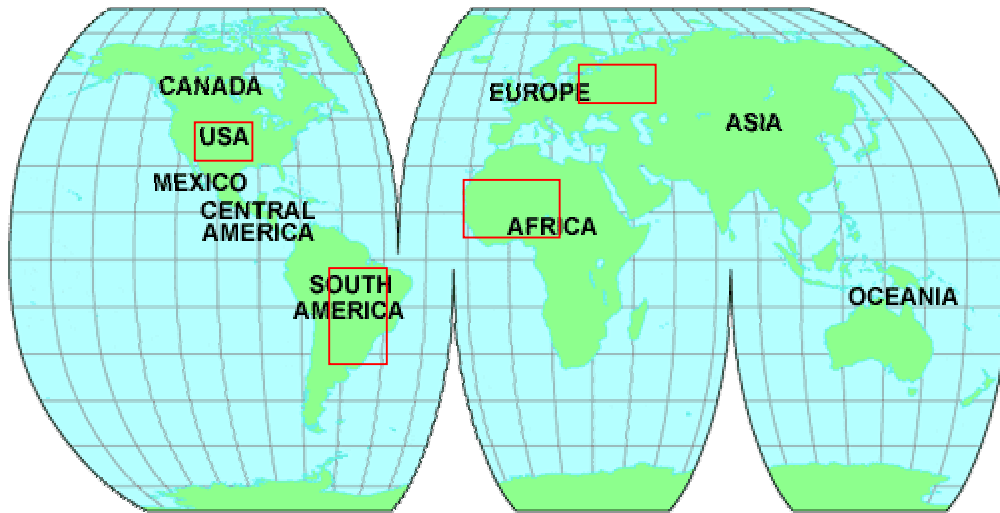 CANADA
EUROPE
ASIA
USA
MEXICO
CENTRAL
AMERICA
AFRICA
SOUTH
AMERICA
OCEANIA